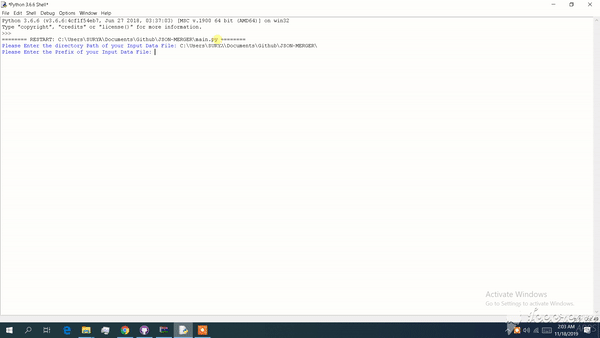 *Python 3.6.6 Shell*
File Edit Shell Debug Options Window Help
Python 3.6.6 (v3.6.6:4cf1f54eb7, Jun 27 2018, 03:37:03) [MSC v.1900 64 bit (AMD64)] on win32
Type "copyright", "credits" or "license()" for more information.
>>>
======== RESTART: C:\Users\SURYA\Documents\Github\JSON-MERGER\main.py ========
Please Enter the directory Path of your Input Data File: C:\Users\SURYA\Documents\Github\JSON-MERGER\
Please Enter the Prefix of your Input Data File:
Activate Windows
Go to Settings to activate Windows.
2:03 AM
11/18/2019